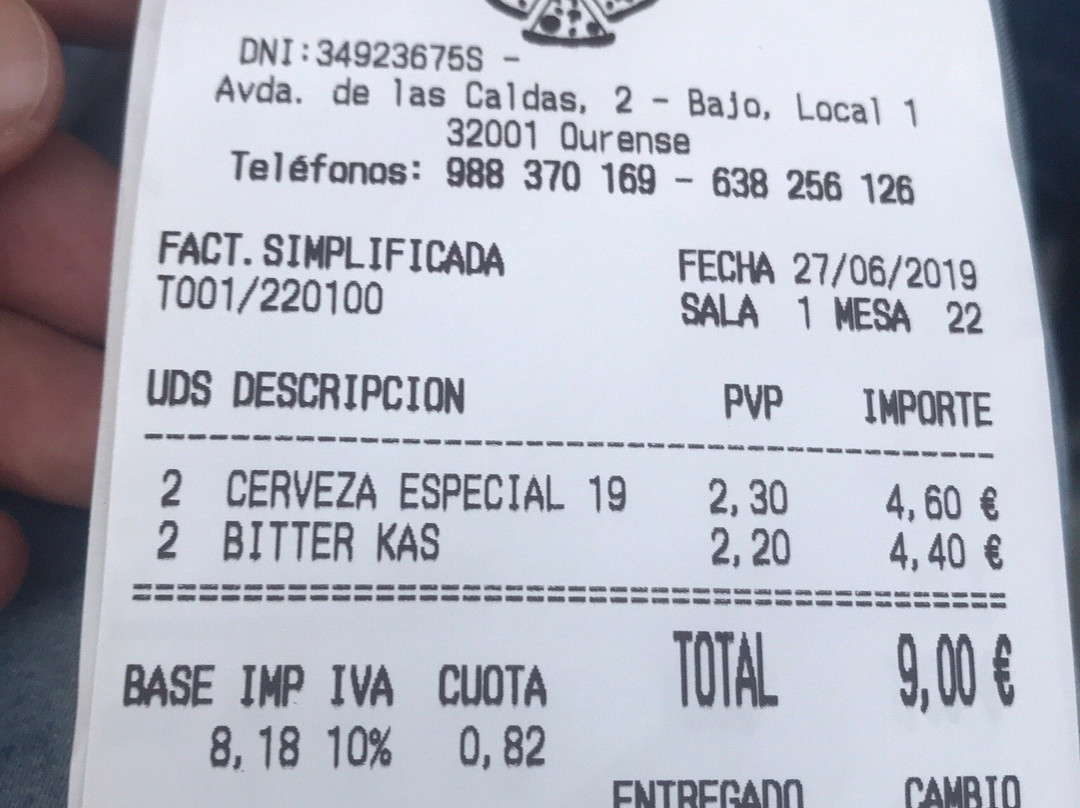 DNI:34923675S -
Avda. de las Caldas, 2 - Bajo, Local 1
32001 Ourense
Teléfonos: 988 370 169 - 638 256 126
FACT.SIMPLIFICADA FECHA 27/06/2019
T001/220100 SALA 1 MESA 22
UDS DESCRIPCION PVP IMPORTE
2 CERVEZA ESPECIAL 19 2,30 4,60 €
2 BITTER KAS 2,20 4,40 €
TOTAL 9,00 €
BASE IMP IVA CUOTA
8,18 10% 0,82
ENTREGADO CAMBIO